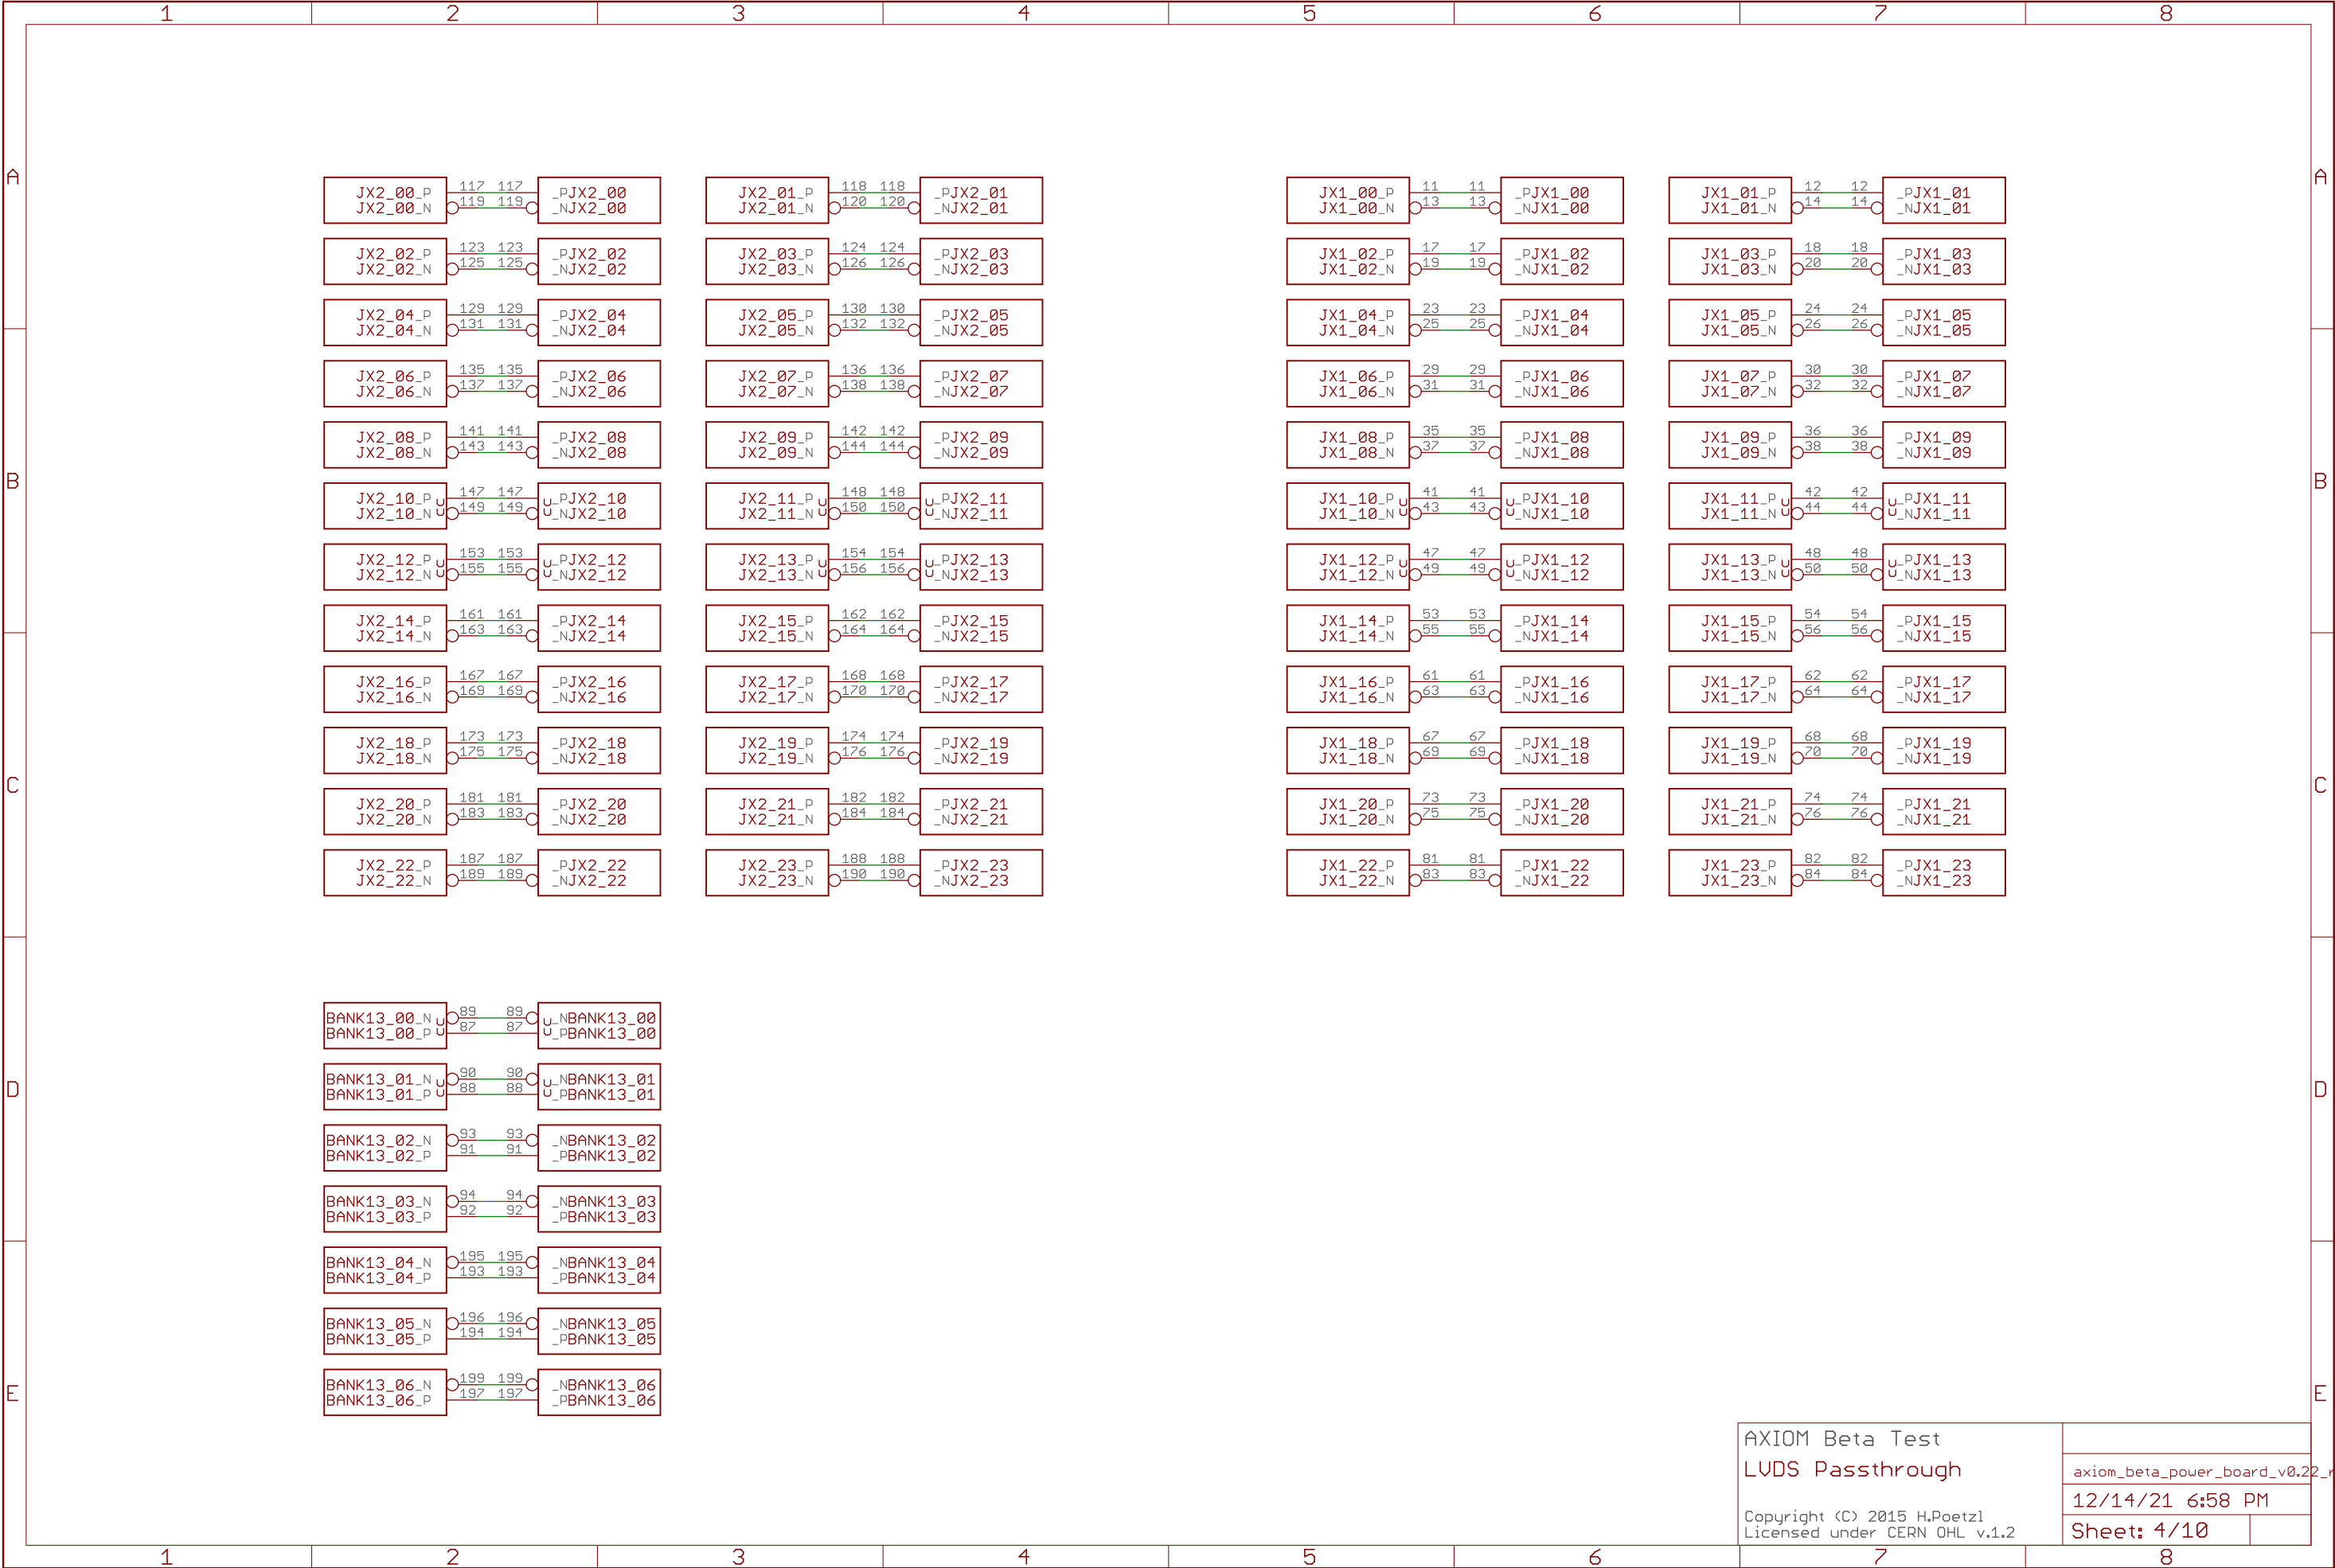 1 2 3 4 5 6 7 8
A A
JX2_00_P 117 117 _PJX2_00 JX2_01_P 118 118 _PJX2_01 JX1_00_P 11 11 _PJX1_00 JX1_01_P 12 12 _PJX1_01
JX2_00_N 119 119 _NJX2_00 JX2_01_N 120 120 _NJX2_01 JX1_00_N 13 13 _NJX1_00 JX1_01_N 14 14 _NJX1_01
JX2_02_P 123 123 _PJX2_02 JX2_03_P 124 124 _PJX2_03 JX1_02_P 17 17 _PJX1_02 JX1_03_P 18 18 _PJX1_03
JX2_02_N 125 125 _NJX2_02 JX2_03_N 126 126 _NJX2_03 JX1_02_N 19 19 _NJX1_02 JX1_03_N 20 20 _NJX1_03
JX2_04_P 129 129 _PJX2_04 JX2_05_P 130 130 _PJX2_05 JX1_04_P 23 23 _PJX1_04 JX1_05_P 24 24 _PJX1_05
JX2_04_N 131 131 _NJX2_04 JX2_05_N 132 132 _NJX2_05 JX1_04_N 25 25 _NJX1_04 JX1_05_N 26 26 _NJX1_05
JX2_06_P 135 135 _PJX2_06 JX2_07_P 136 136 _PJX2_07 JX1_06_P 29 29 _PJX1_06 JX1_07_P 30 30 _PJX1_07
JX2_06_N 137 137 _NJX2_06 JX2_07_N 138 138 _NJX2_07 JX1_06_N 31 31 _NJX1_06 JX1_07_N 32 32 _NJX1_07
JX2_08_P 141 141 _PJX2_08 JX2_09_P 142 142 _PJX2_09 JX1_08_P 35 35 _PJX1_08 JX1_09_P 36 36 _PJX1_09
JX2_08_N 143 143 _NJX2_08 JX2_09_N 144 144 _NJX2_09 JX1_08_N 37 37 _NJX1_08 JX1_09_N 38 38 _NJX1_09
B B
JX2_10_P U 147 147 U _PJX2_10 JX2_11_P U 148 148 U _PJX2_11 JX1_10_P U 41 41 U _PJX1_10 JX1_11_P U 42 42 U _PJX1_11
JX2_10_N U 149 149 U _NJX2_10 JX2_11_N U 150 150 U _NJX2_11 JX1_10_N U 43 43 U _NJX1_10 JX1_11_N U 44 44 U _NJX1_11
JX2_12_P U 153 153 U _PJX2_12 JX2_13_P U 154 154 U _PJX2_13 JX1_12_P U 47 47 U _PJX1_12 JX1_13_P U 48 48 U _PJX1_13
JX2_12_N U 155 155 U _NJX2_12 JX2_13_N U 156 156 U _NJX2_13 JX1_12_N U 49 49 U _NJX1_12 JX1_13_N U 50 50 U _NJX1_13
JX2_14_P 161 161 _PJX2_14 JX2_15_P 162 162 _PJX2_15 JX1_14_P 53 53 _PJX1_14 JX1_15_P 54 54 _PJX1_15
JX2_14_N 163 163 _NJX2_14 JX2_15_N 164 164 _NJX2_15 JX1_14_N 55 55 _NJX1_14 JX1_15_N 56 56 _NJX1_15
JX2_16_P 167 167 _PJX2_16 JX2_17_P 168 168 _PJX2_17 JX1_16_P 61 61 _PJX1_16 JX1_17_P 62 62 _PJX1_17
JX2_16_N 169 169 _NJX2_16 JX2_17_N 170 170 _NJX2_17 JX1_16_N 63 63 _NJX1_16 JX1_17_N 64 64 _NJX1_17
JX2_18_P 173 173 _PJX2_18 JX2_19_P 174 174 _PJX2_19 JX1_18_P 67 67 _PJX1_18 JX1_19_P 68 68 _PJX1_19
JX2_18_N 175 175 _NJX2_18 JX2_19_N 176 176 _NJX2_19 JX1_18_N 69 69 _NJX1_18 JX1_19_N 70 70 _NJX1_19
C C
JX2_20_P 181 181 _PJX2_20 JX2_21_P 182 182 _PJX2_21 JX1_20_P 73 73 _PJX1_20 JX1_21_P 74 74 _PJX1_21
JX2_20_N 183 183 _NJX2_20 JX2_21_N 184 184 _NJX2_21 JX1_20_N 75 75 _NJX1_20 JX1_21_N 76 76 _NJX1_21
JX2_22_P 187 187 _PJX2_22 JX2_23_P 188 188 _PJX2_23 JX1_22_P 81 81 _PJX1_22 JX1_23_P 82 82 _PJX1_23
JX2_22_N 189 189 _NJX2_22 JX2_23_N 190 190 _NJX2_23 JX1_22_N 83 83 _NJX1_22 JX1_23_N 84 84 _NJX1_23
BANK13_00_N U 89 89 U _NBANK13_00
BANK13_00_P U 87 87 U _PBANK13_00
BANK13_01_N U 90 90 U _NBANK13_01
D D
BANK13_01_P U 88 88 U _PBANK13_01
BANK13_02_N 93 93 _NBANK13_02
BANK13_02_P 91 91 _PBANK13_02
BANK13_03_N 94 94 _NBANK13_03
BANK13_03_P 92 92 _PBANK13_03
BANK13_04_N 195 195 _NBANK13_04
BANK13_04_P 193 193 _PBANK13_04
BANK13_05_N 196 196 _NBANK13_05
BANK13_05_P 194 194 _PBANK13_05
BANK13_06_N 199 199 _NBANK13_06
E E
BANK13_06_P 197 197 _PBANK13_06
AXIOM Beta Test
LVDS Passthrough
Copyright (C) 2015 H.Poetzl
Licensed under CERN OHL v.1.2
axiom_beta_power_board_v0.22_r
12/14/21 6:58 PM
Sheet: 4/10
1 2 3 4 5 6 7 8